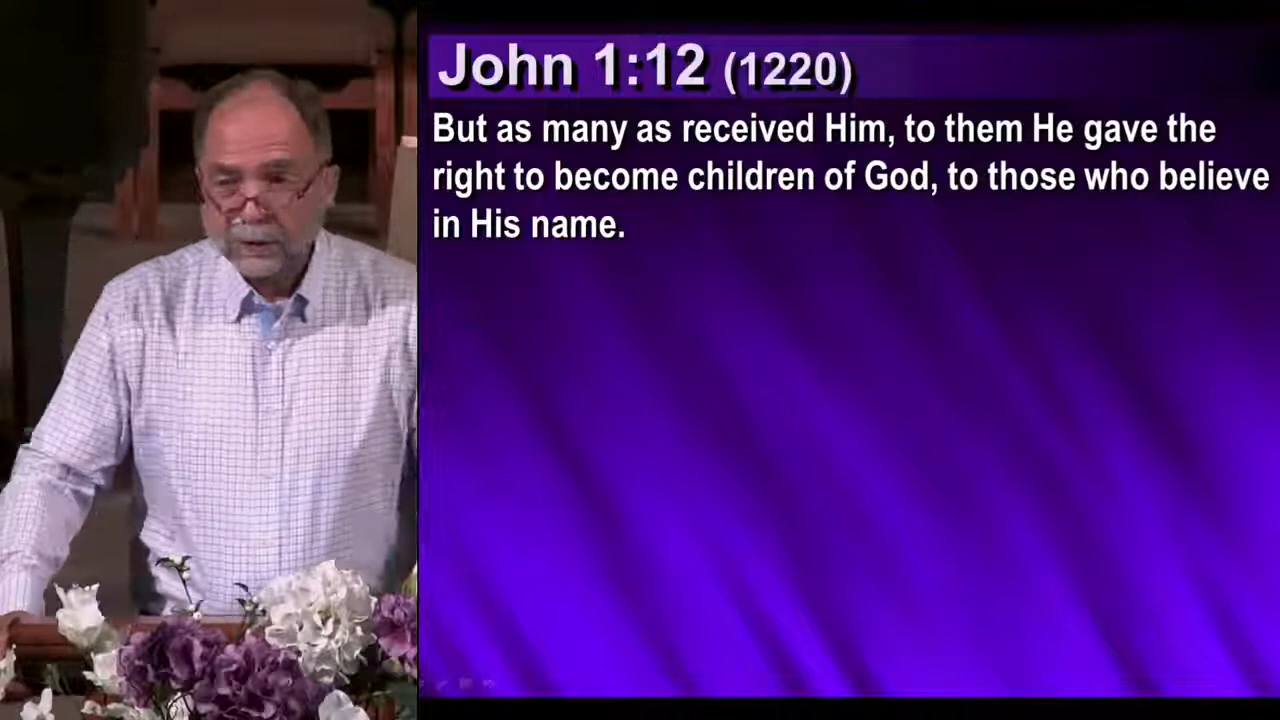 John 1:12 (1220)
But as many as received Him, to them He gave the
right to become children of God, to those who believe
in His name.